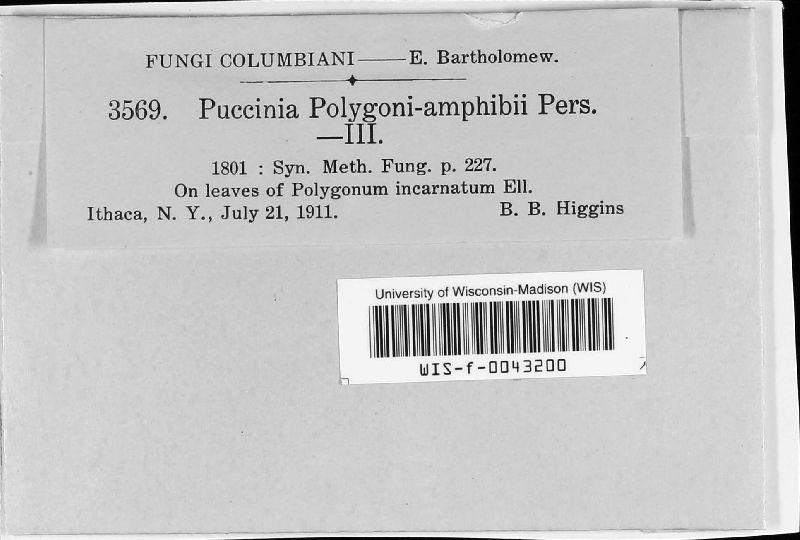 FUNGI COLUMBIANI——E. Bartholomew.
3569. Puccinia Polygoni-amphibii Pers.
—III.
1801 : Syn. Meth. Fung. p. 227.
On leaves of Polygonum incarnatum Ell.
Ithaca, N. Y., July 21, 1911. B. B. Higgins
University of Wisconsin-Madison (WIS)
WIS-f-0043200